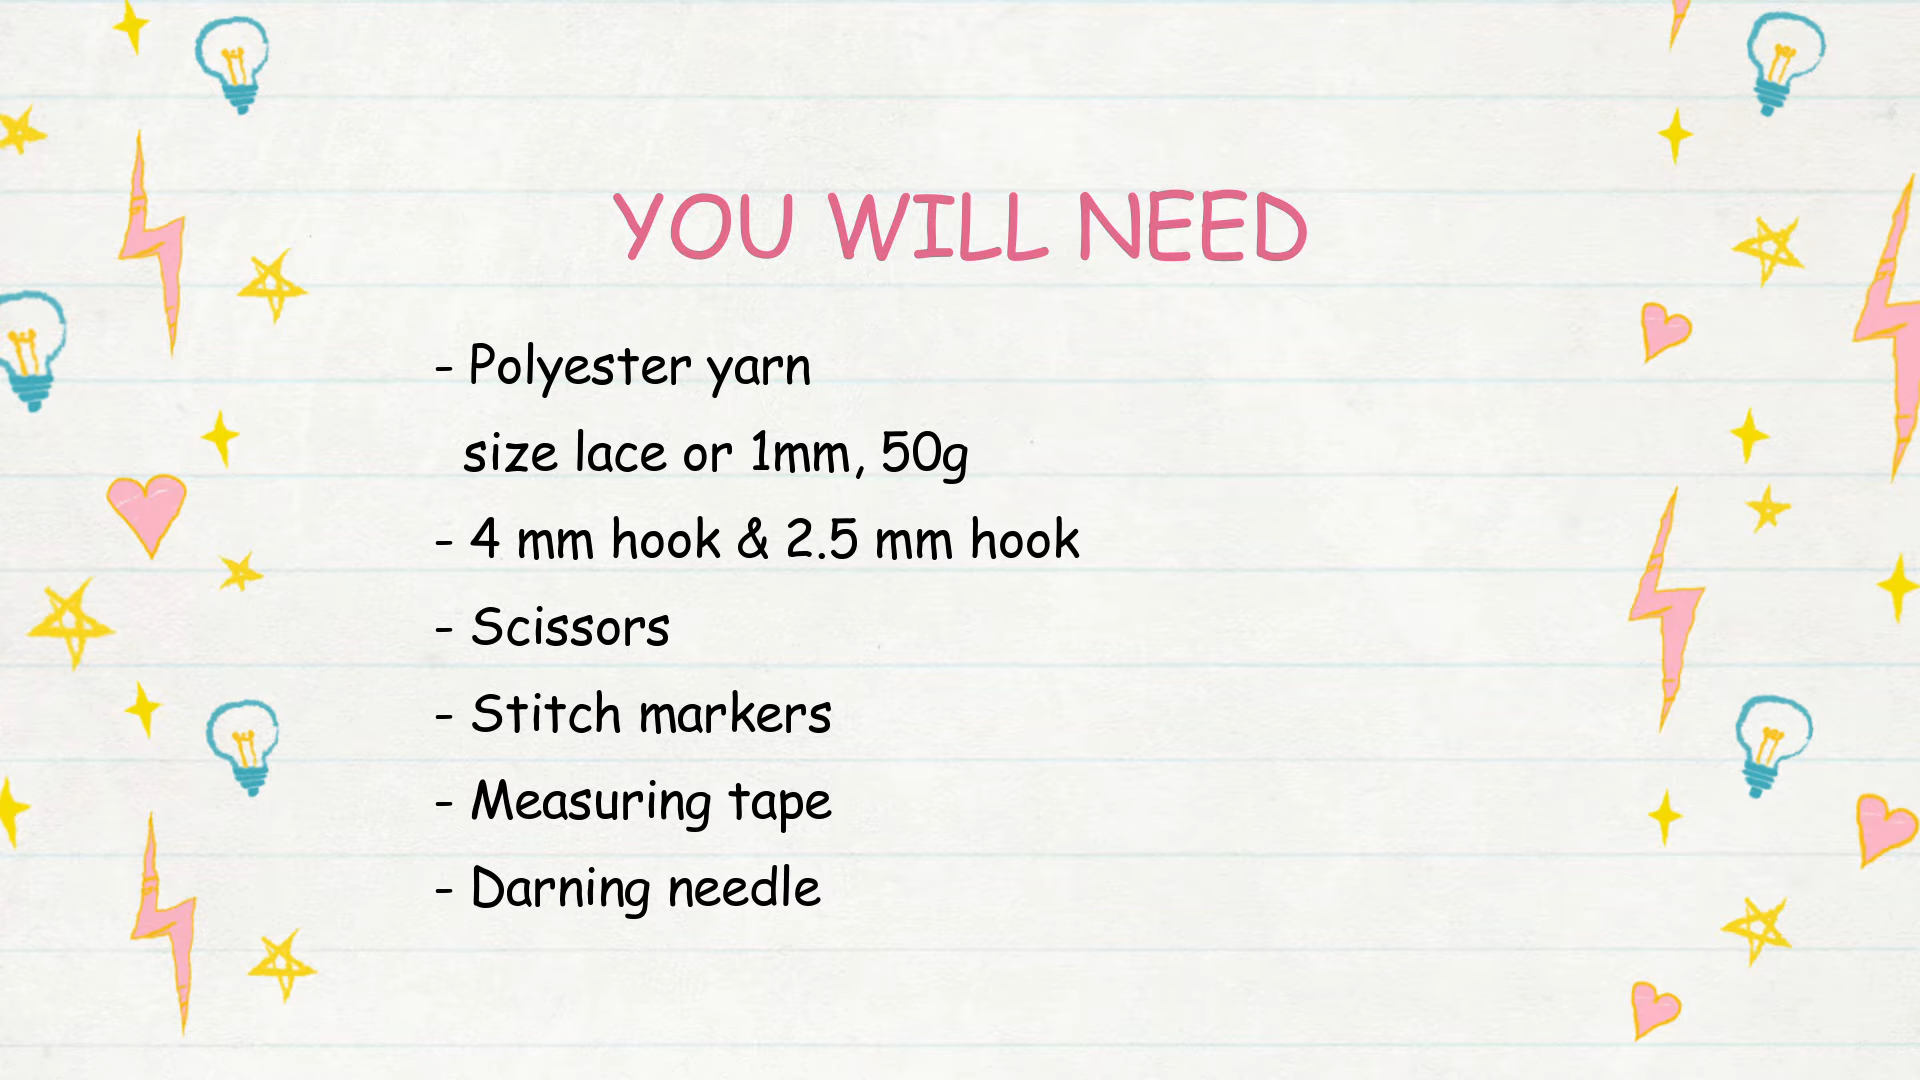 YOU WILL NEED
- Polyester yarn
size lace or 1mm, 50g
- 4 mm hook & 2.5 mm hook
- Scissors
- Stitch markers
- Measuring tape
- Darning needle